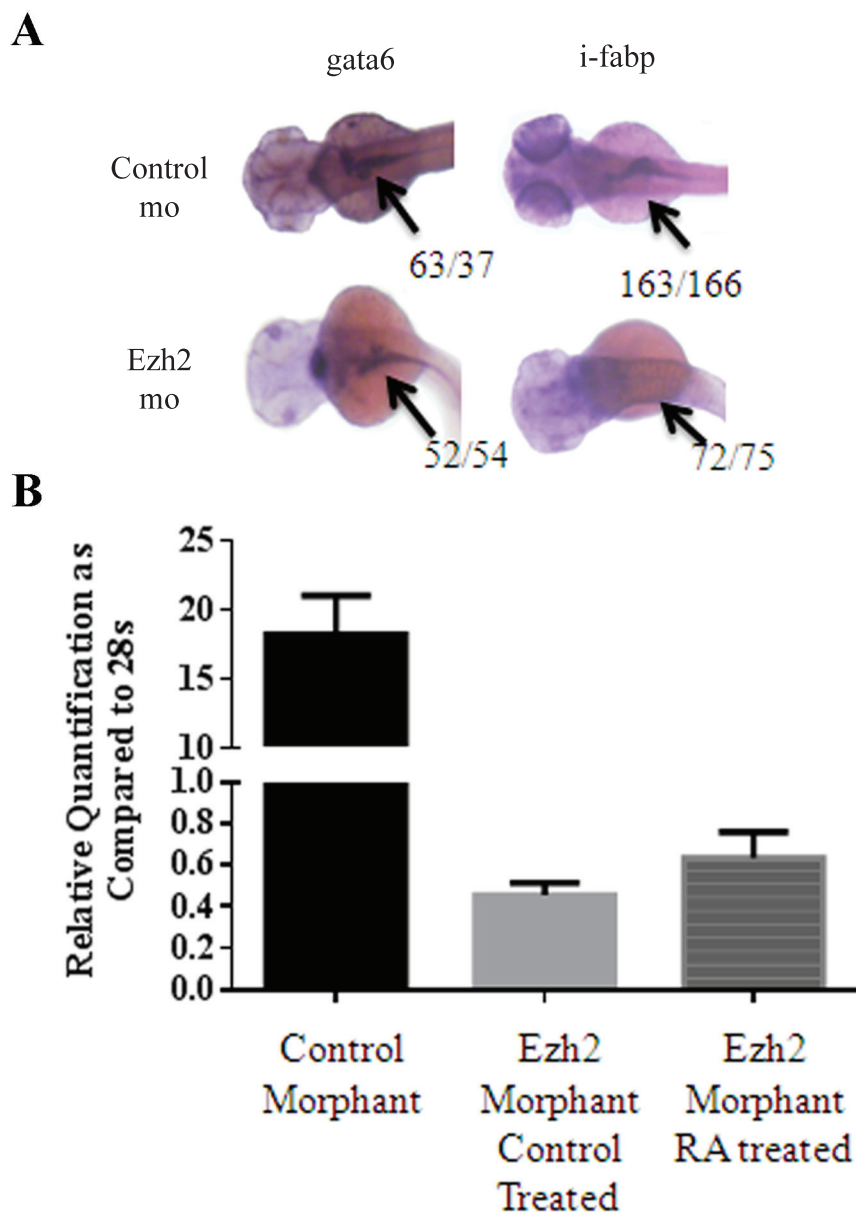 A
gata6
i-fabp
Control
mo
63/37
163/166
Ezh2
mo
52/54
72/75
B
Relative Quantification as
Compared to 28s
25
20
15
10
1.0
0.8
0.6
0.4
0.2
0.0
Control
Morphant
Ezh2
Morphant
Control
Treated
Ezh2
Morphant
RA treated